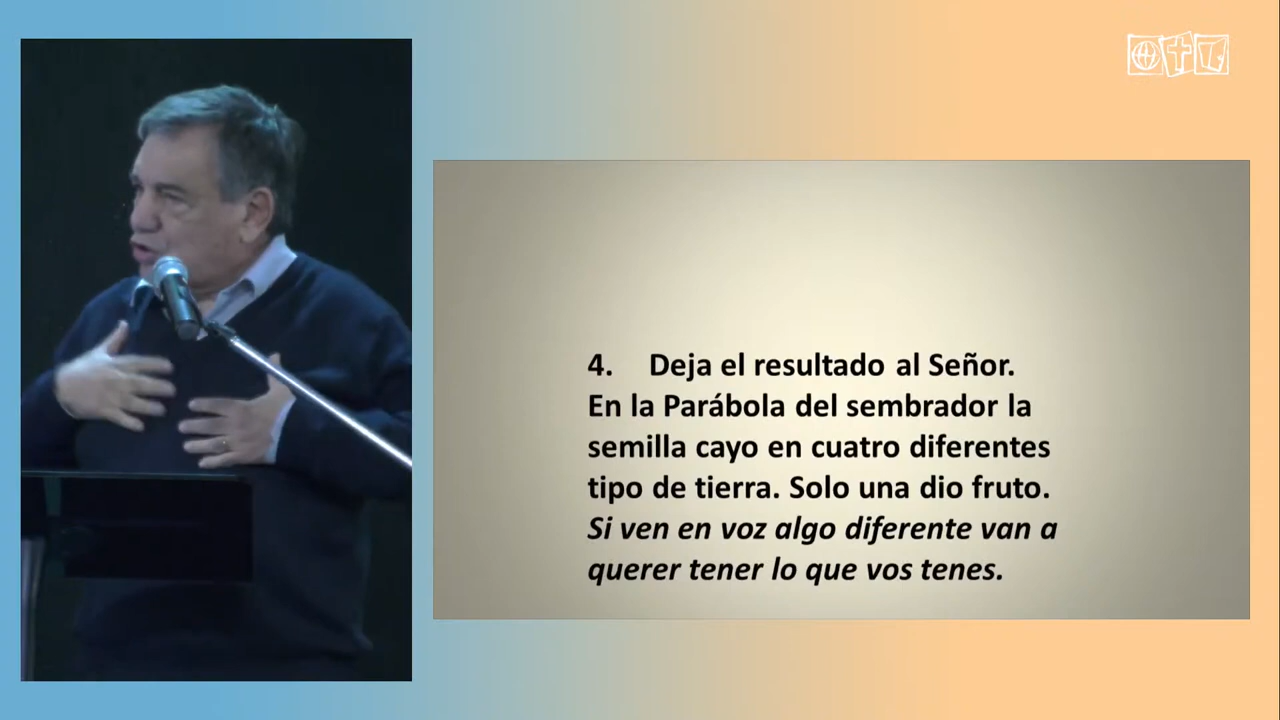 4. Deja el resultado al Señor.
En la Parábola del sembrador la
semilla cayo en cuatro diferentes
tipo de tierra. Solo una dio fruto.
Si ven en voz algo diferente van a
querer tener lo que vos tenes.